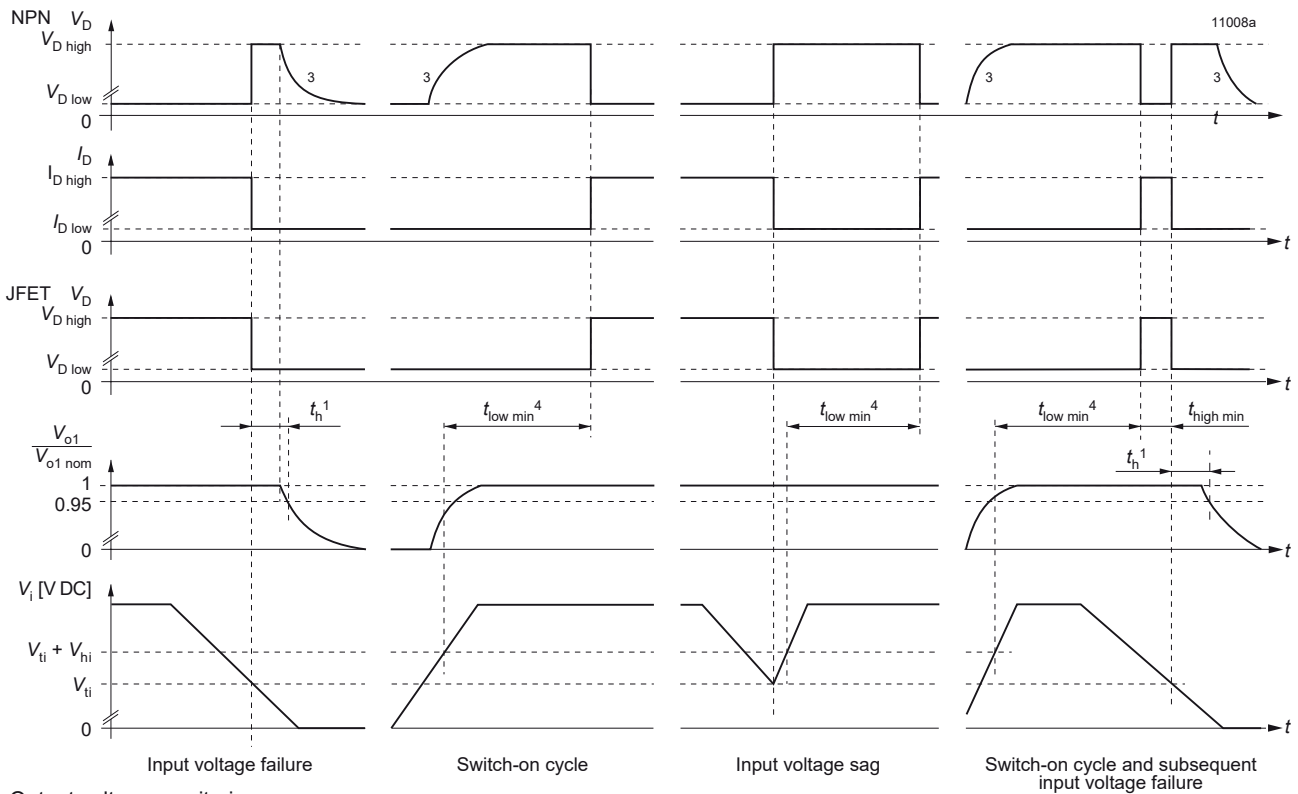 NPN V_D
11008a
V_D high
3
3
3
3
V_D low
0
t
I_D
I_D high
I_D low
0
t
JFET V_D
V_D high
V_D low
0
t
t_h^1
t_low min^4
t_low min^4
t_low min^4
t_high min
V_o1
V_o1 nom
t_h^1
1
0.95
0
t
V_i [V DC]
V_ti + V_hi
V_ti
0
t
Input voltage failure
Switch-on cycle
Input voltage sag
Switch-on cycle and subsequent
input voltage failure